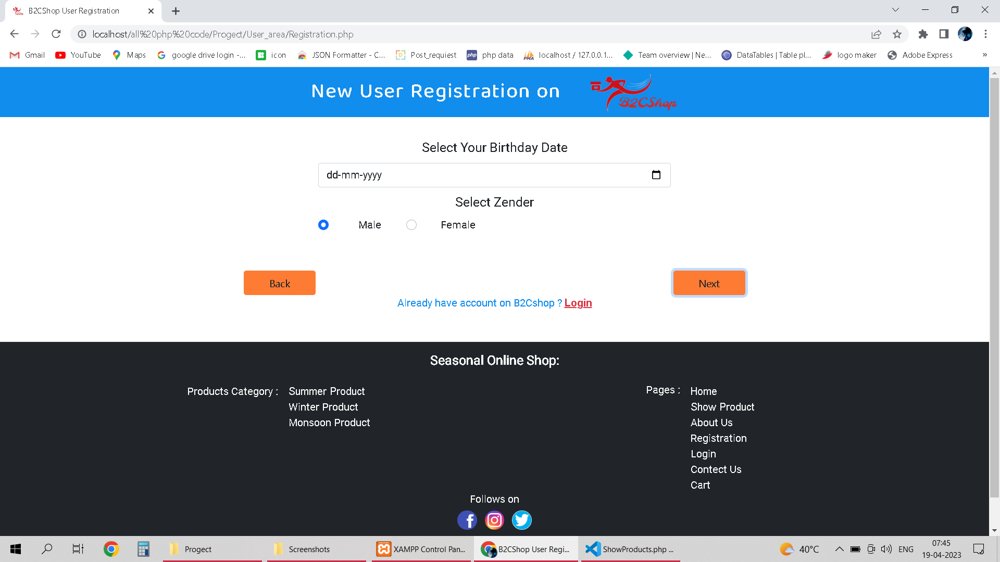 B2CShop User Registration
localhost/all%20php%20code/Progect/User_area/Registration.php
Gmail YouTube Maps google drive login -... icon JSON Formatter - C... Post_requiest php php data PMA localhost / 127.0.0.1... Team overview | Ne... DataTables | Table pl... logo maker Adobe Express »
New User Registration on B2CShop
Select Your Birthday Date
dd-mm-yyyy
Select Zender
Male Female
Back Next
Already have account on B2Cshop ? Login
Seasonal Online Shop:
Products Category : Summer Product
Winter Product
Monsoon Product
Pages : Home
Show Product
About Us
Registration
Login
Contect Us
Cart
Follows on
Progect Screenshots XAMPP Control Pan... B2CShop User Regi... ShowProducts.php ... 40°C ENG
07:45
19-04-2023